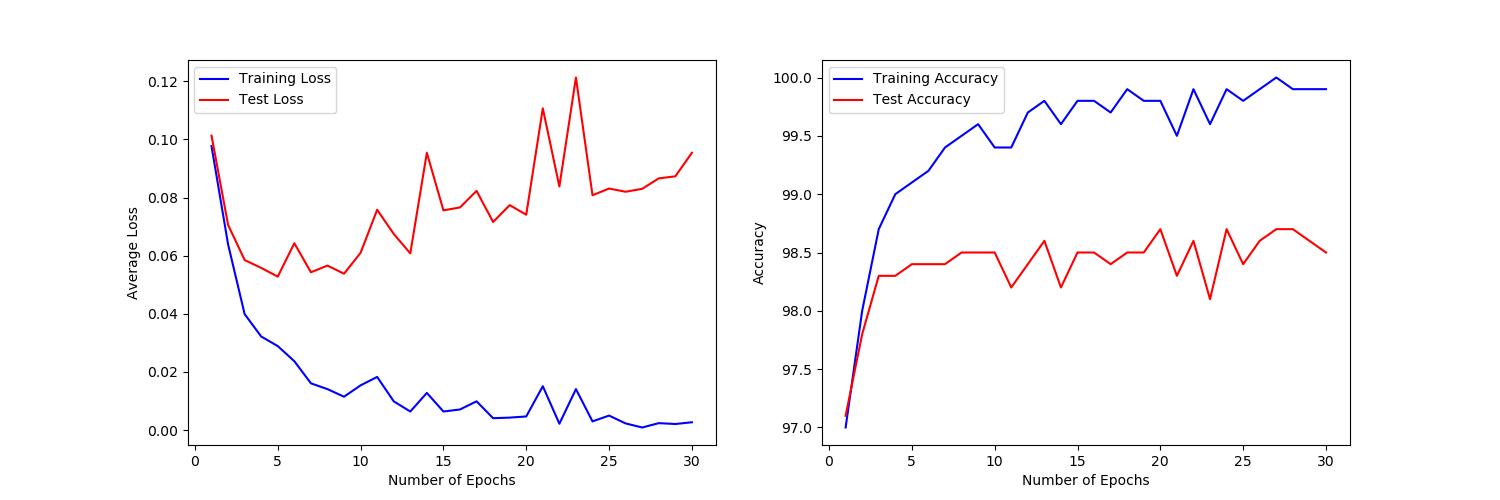 Training Loss
Test Loss
0.12
0.10
0.08
0.06
0.04
0.02
0.00
Average Loss
0 5 10 15 20 25 30
Number of Epochs
Training Accuracy
Test Accuracy
100.0
99.5
99.0
98.5
98.0
97.5
97.0
Accuracy
0 5 10 15 20 25 30
Number of Epochs